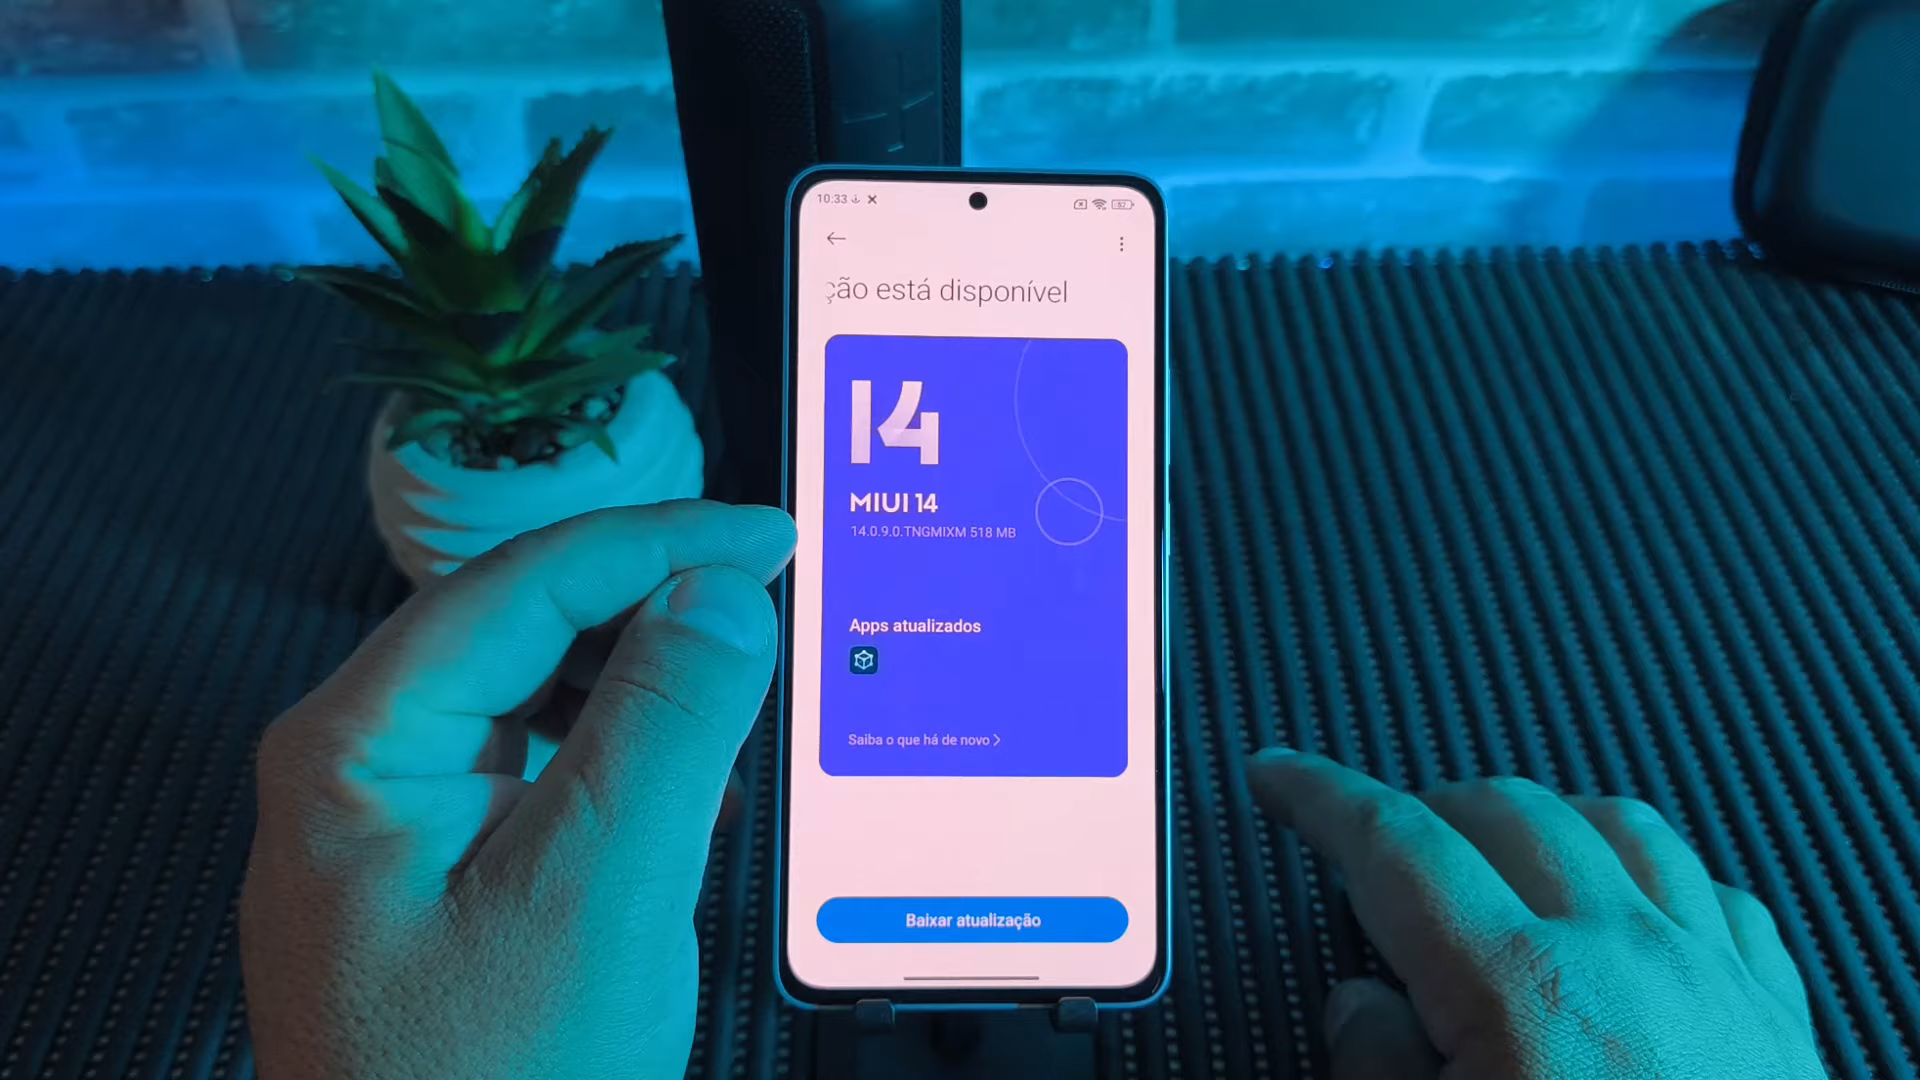 10:33
ção está disponível
14
MIUI 14
14.0.9.0.TNGMIXM 518 MB
Apps atualizados
Saiba o que há de novo >
Baixar atualização